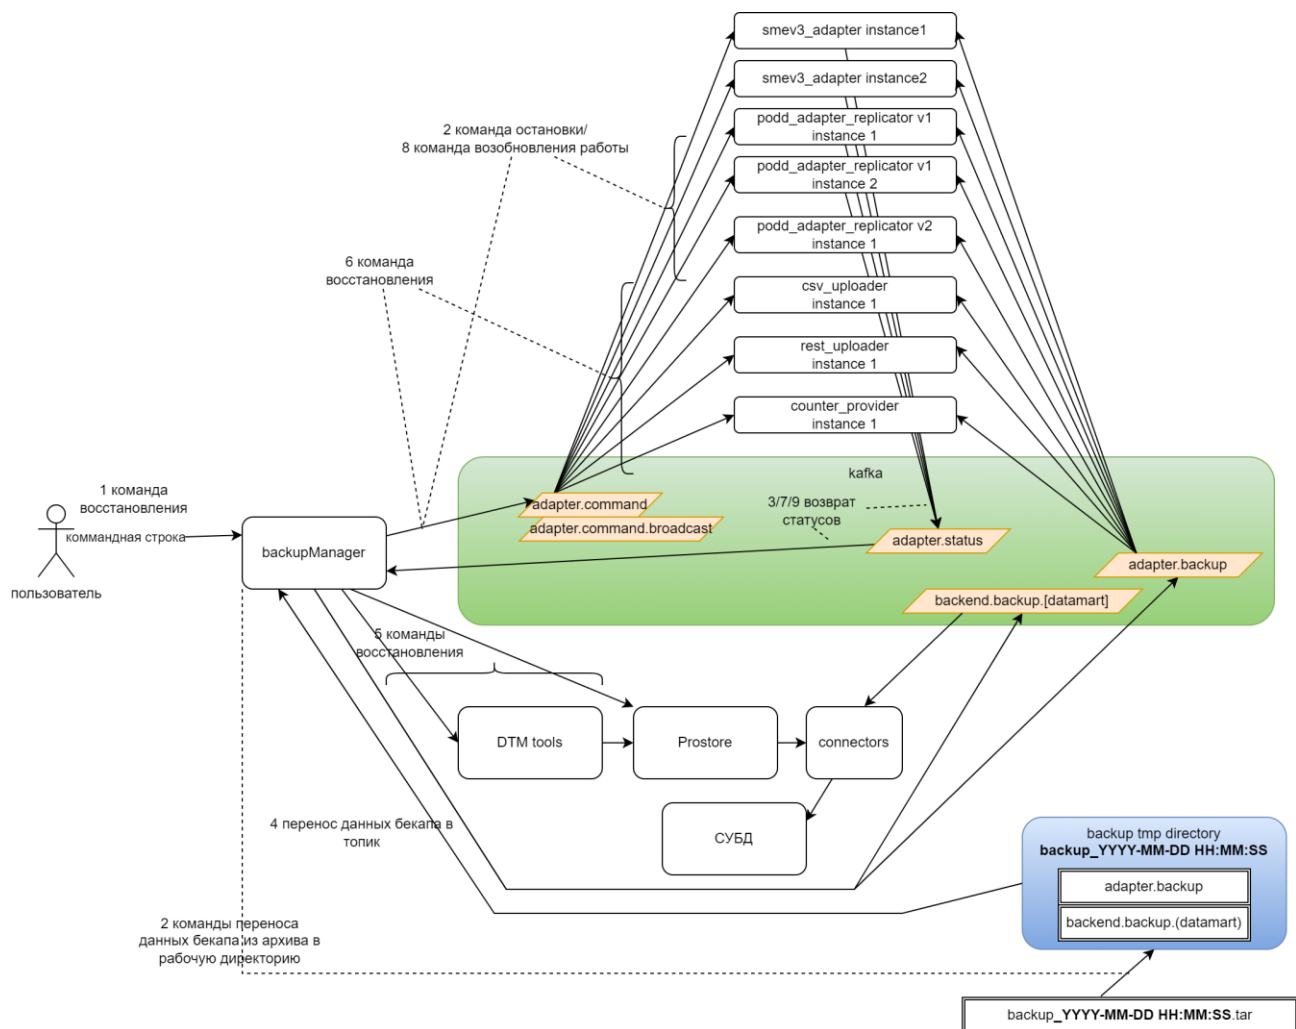 smev3_adapter instance1
smev3_adapter instance2
podd_adapter_replicator v1
instance 1
podd_adapter_replicator v1
instance 2
podd_adapter_replicator v2
instance 1
csv_uploader
instance 1
rest_uploader
instance 1
counter_provider
instance 1
2 команда остановки/
8 команда возобновления работы
6 команда
восстановления
kafka
adapter.command
adapter.command.broadcast
3/7/9 возврат
статусов
adapter.status
adapter.backup
backend.backup.[datamart]
1 команда
восстановления
коммандная строка
пользователь
backupManager
5 команды
восстановления
DTM tools
Prostore
connectors
СУБД
4 перенос данных бекапа в
топик
2 команды переноса
данных бекапа из архива в
рабочую директорию
backup tmp directory
backup_YYYY-MM-DD HH:MM:SS
adapter.backup
backend.backup.(datamart)
backup_YYYY-MM-DD HH:MM:SS.tar